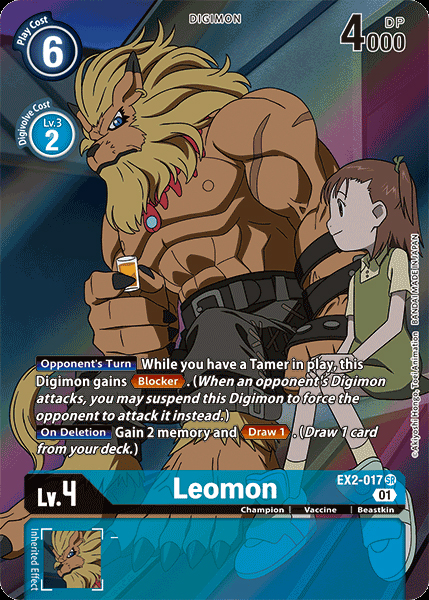 Play Cost
6
DIGIMON
DP
4000
Digivolve Cost
Lv.3
2
Opponent's Turn While you have a Tamer in play, this
Digimon gains Blocker. (When an opponent's Digimon
attacks, you may suspend this Digimon to force the
opponent to attack it instead.)
On Deletion Gain 2 memory and Draw 1. (Draw 1 card
from your deck.)
©Akiyoshi Hongo, Toei Animation BANDAI MADE IN JAPAN
Lv.4
Leomon
EX2-017 SR
01
Champion | Vaccine | Beastkin
Inherited Effect
–